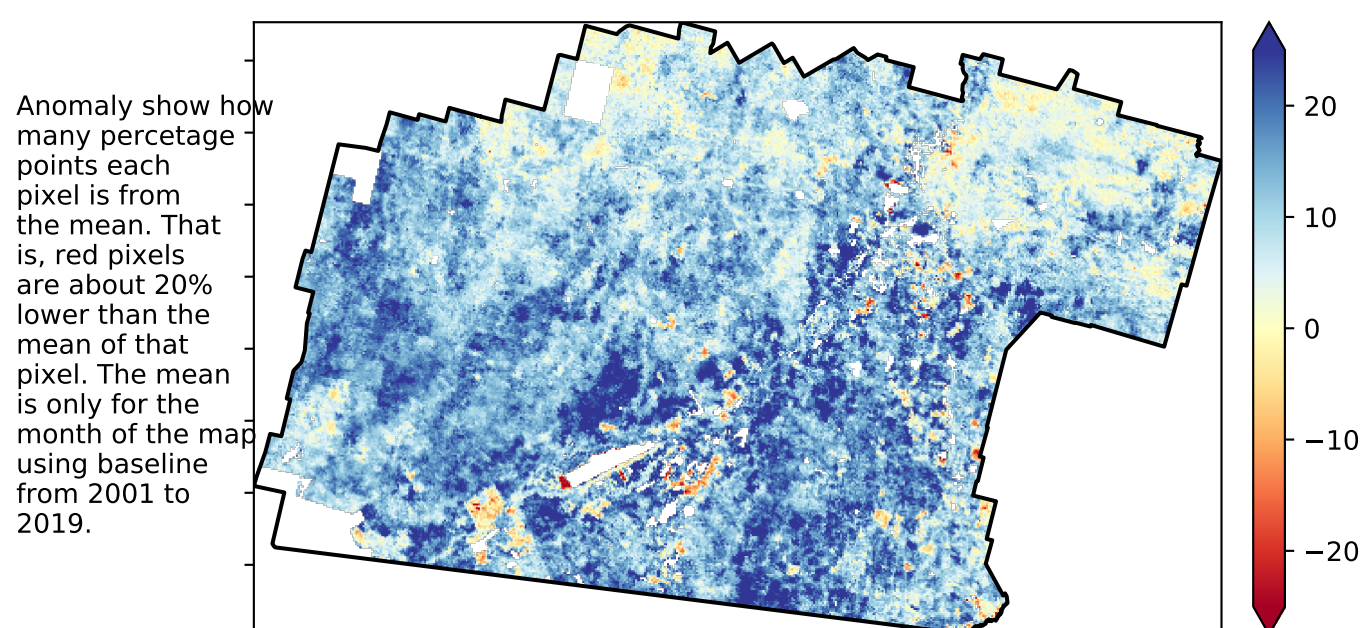 Anomaly show how
many percetage
points each
pixel is from
the mean. That
is, red pixels
are about 20%
lower than the
mean of that
pixel. The mean
is only for the
month of the map
using baseline
from 2001 to
2019.
20
10
0
−10
−20